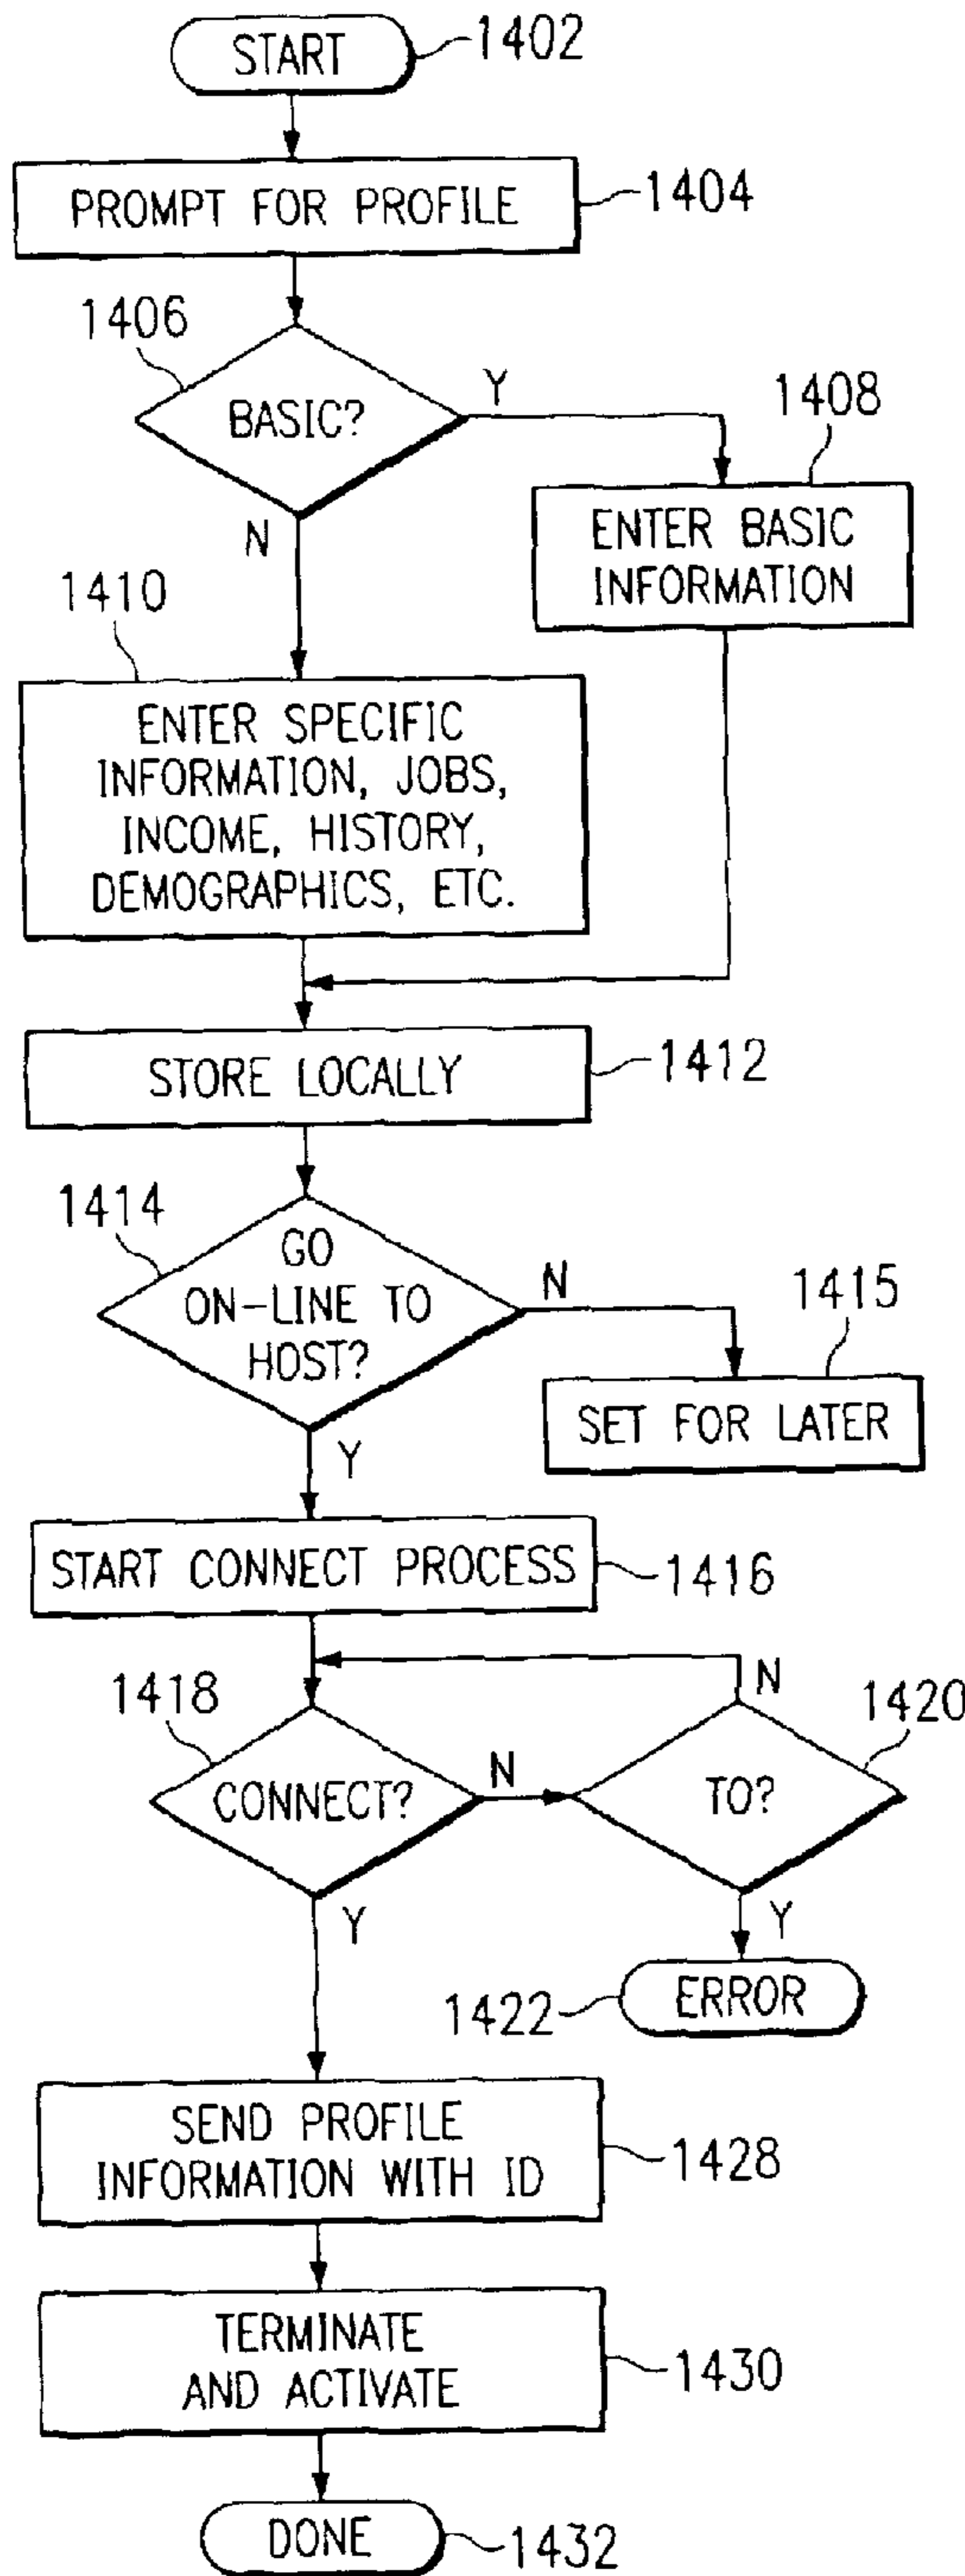 START
1402
PROMPT FOR PROFILE
1404
1406
BASIC?
Y
N
1408
ENTER BASIC
INFORMATION
1410
ENTER SPECIFIC
INFORMATION, JOBS,
INCOME, HISTORY,
DEMOGRAPHICS, ETC.
STORE LOCALLY
1412
1414
GO
ON-LINE TO
HOST?
N
Y
1415
SET FOR LATER
START CONNECT PROCESS
1416
1418
CONNECT?
N
Y
N
1420
TO?
Y
1422
ERROR
SEND PROFILE
INFORMATION WITH ID
1428
TERMINATE
AND ACTIVATE
1430
DONE
1432